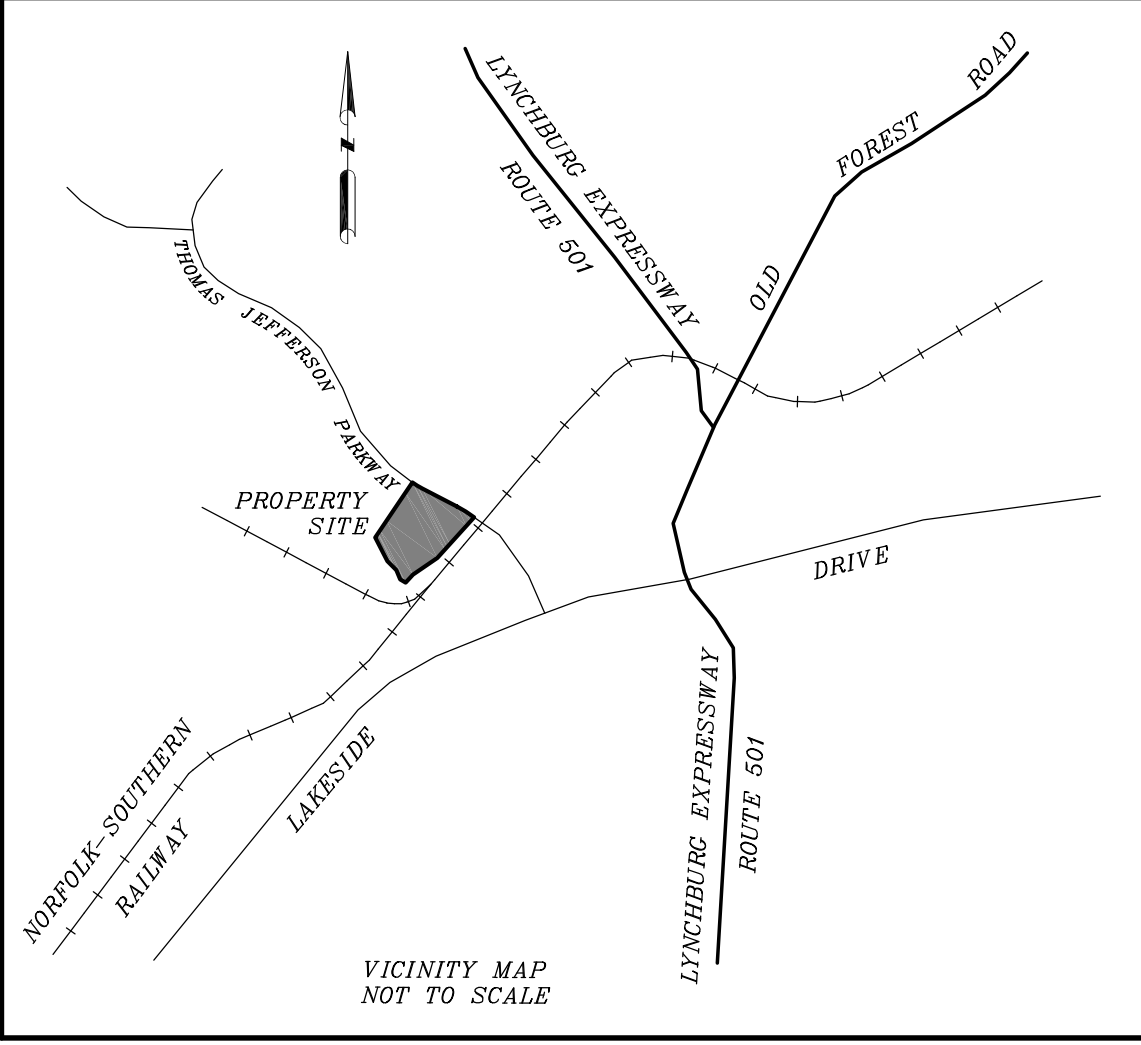 LYNCHBURG EXPRESSWAY
ROUTE 501
OLD FOREST ROAD
N
THOMAS JEFFERSON PARKWAY
PROPERTY
SITE
LAKESIDE DRIVE
NORFOLK-SOUTHERN
RAILWAY
LYNCHBURG EXPRESSWAY
ROUTE 501
VICINITY MAP
NOT TO SCALE